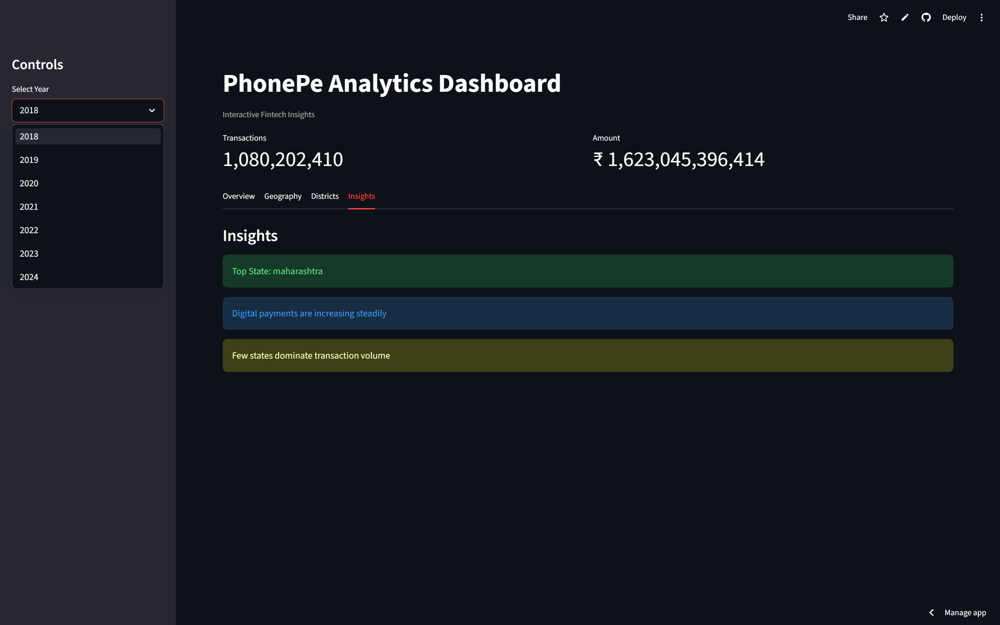 Share
Deploy
Controls
Select Year
2018
2018
2019
2020
2021
2022
2023
2024
PhonePe Analytics Dashboard
Interactive Fintech Insights
Transactions
1,080,202,410
Amount
₹ 1,623,045,396,414
Overview Geography Districts Insights
Insights
Top State: maharashtra
Digital payments are increasing steadily
Few states dominate transaction volume
Manage app